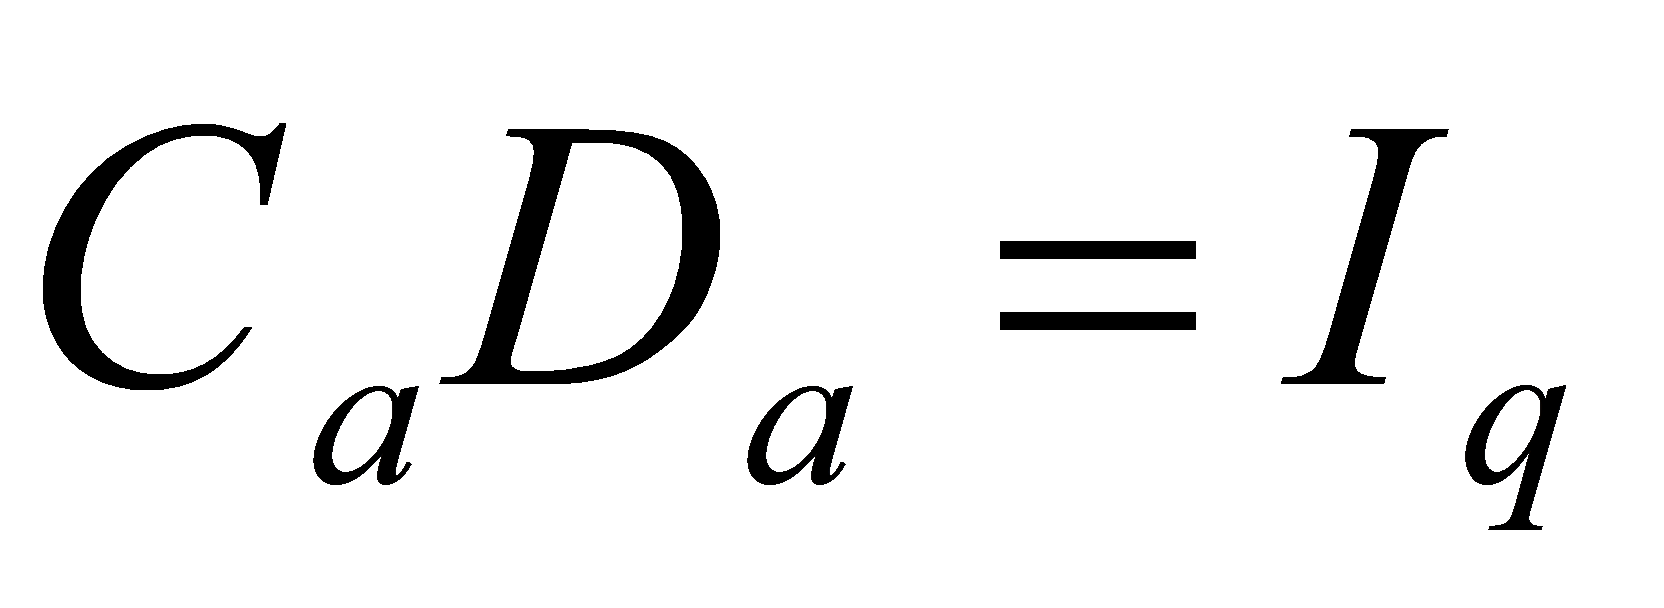 C_a D_a = I_q